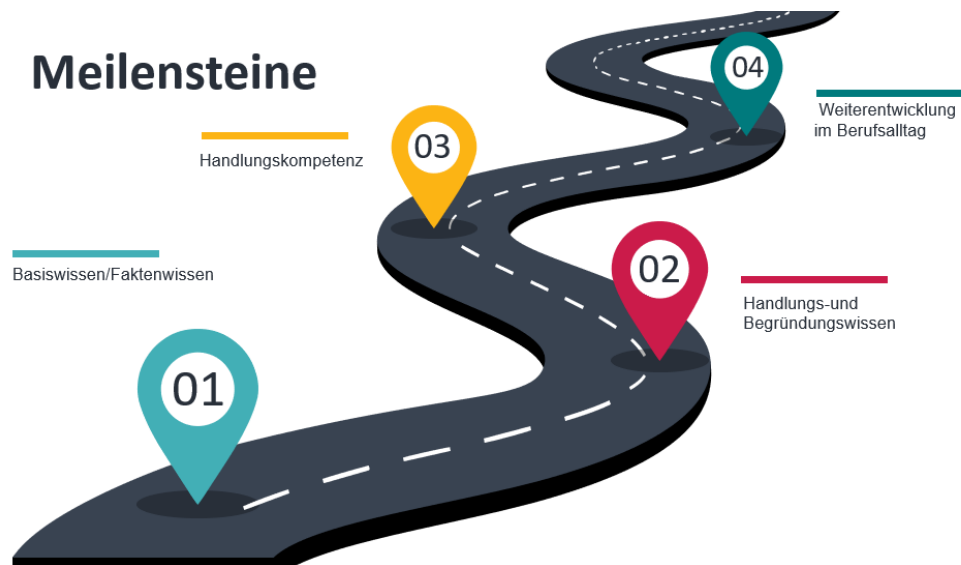 Meilensteine
01
Basiswissen/Faktenwissen
02
Handlungs-und
Begründungswissen
03
Handlungskompetenz
04
Weiterentwicklung
im Berufsalltag